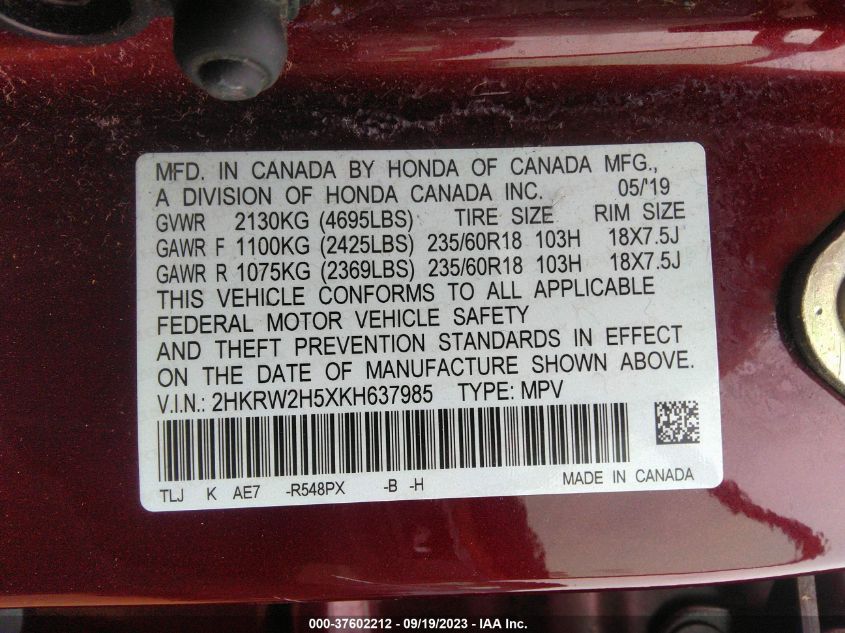 MFD. IN CANADA BY HONDA OF CANADA MFG.,
A DIVISION OF HONDA CANADA INC. 05/'19
GVWR 2130KG (4695LBS) TIRE SIZE RIM SIZE
GAWR F 1100KG (2425LBS) 235/60R18 103H 18X7.5J
GAWR R 1075KG (2369LBS) 235/60R18 103H 18X7.5J
THIS VEHICLE CONFORMS TO ALL APPLICABLE
FEDERAL MOTOR VEHICLE SAFETY
AND THEFT PREVENTION STANDARDS IN EFFECT
ON THE DATE OF MANUFACTURE SHOWN ABOVE.
V.I.N.: 2HKRW2H5XKH637985 TYPE: MPV
TLJ K AE7 -R548PX -B -H MADE IN CANADA
000-37602212 - 09/19/2023 - IAA Inc.